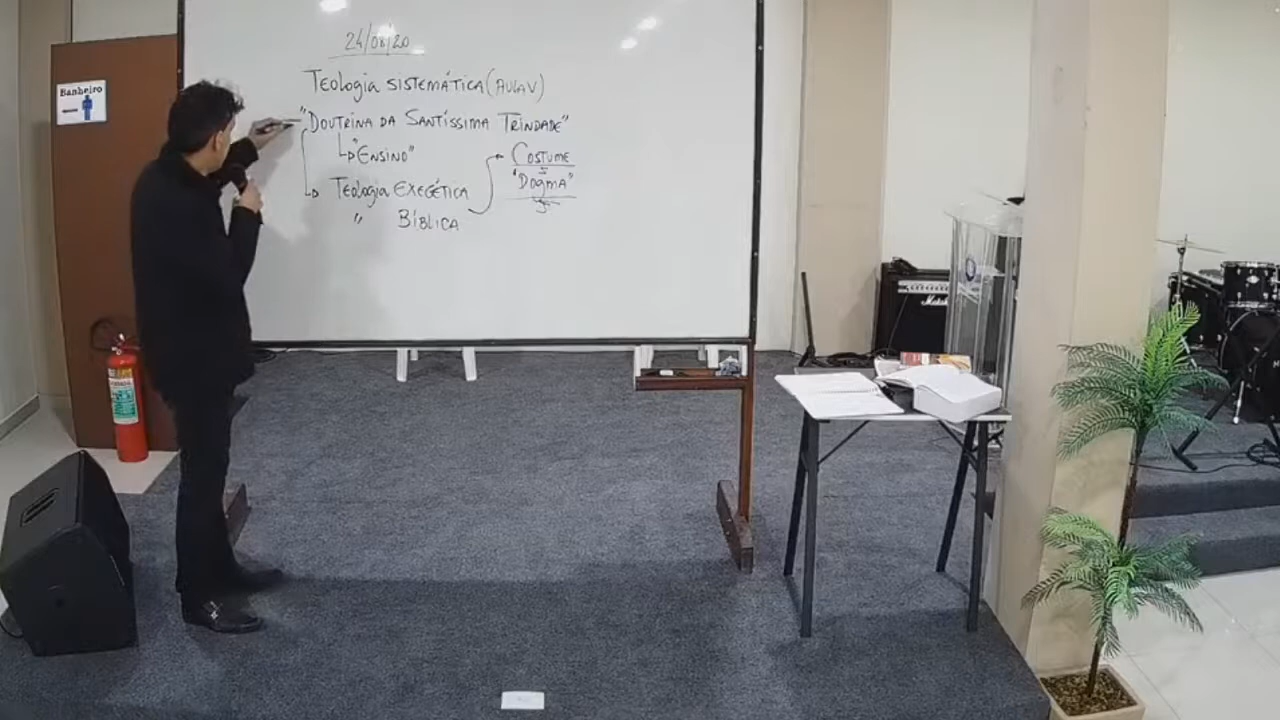 Banheiro
24/08/20
Teologia Sistemática (Aula V)
"Doutrina da Santíssima Trindade"
"Ensino"
Costume
"Dogma"
Teologia Exegética
" Bíblica